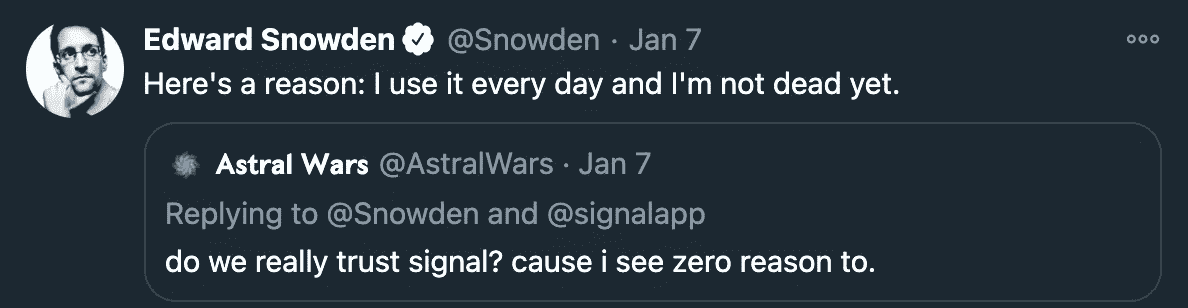 Edward Snowden @Snowden · Jan 7
Here's a reason: I use it every day and I'm not dead yet.
Astral Wars @AstralWars · Jan 7
Replying to @Snowden and @signalapp
do we really trust signal? cause i see zero reason to.